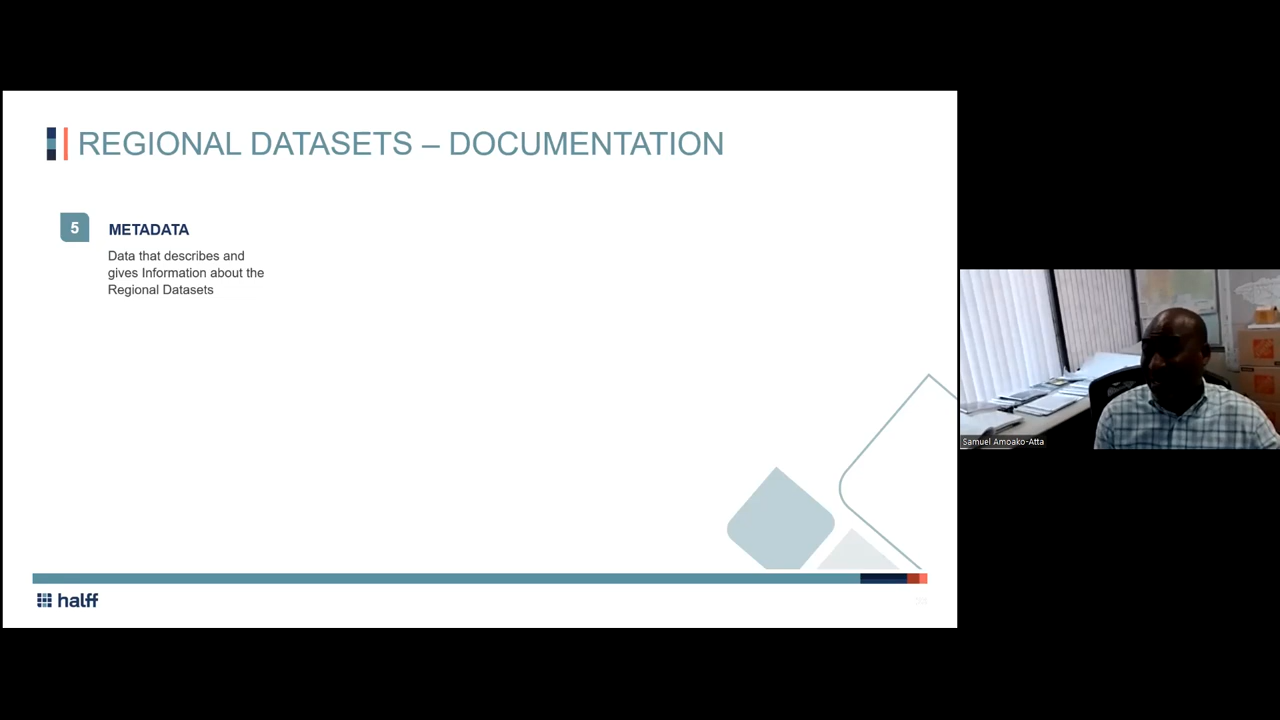 REGIONAL DATASETS – DOCUMENTATION
5
METADATA
Data that describes and
gives Information about the
Regional Datasets
Samuel Amoako-Atta
halff